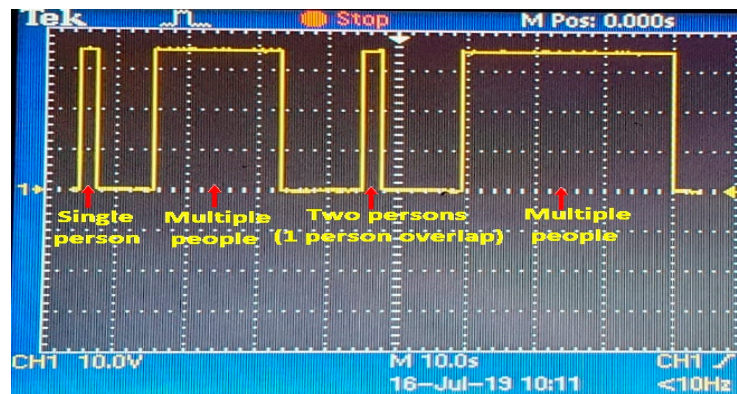 Tek Stop M Pos: 0.000s
1
Single person
Multiple people
Two persons
(1 person overlap)
Multiple people
CH1 10.0V M 10.0s CH1
16-Jul-19 10:11 <10Hz